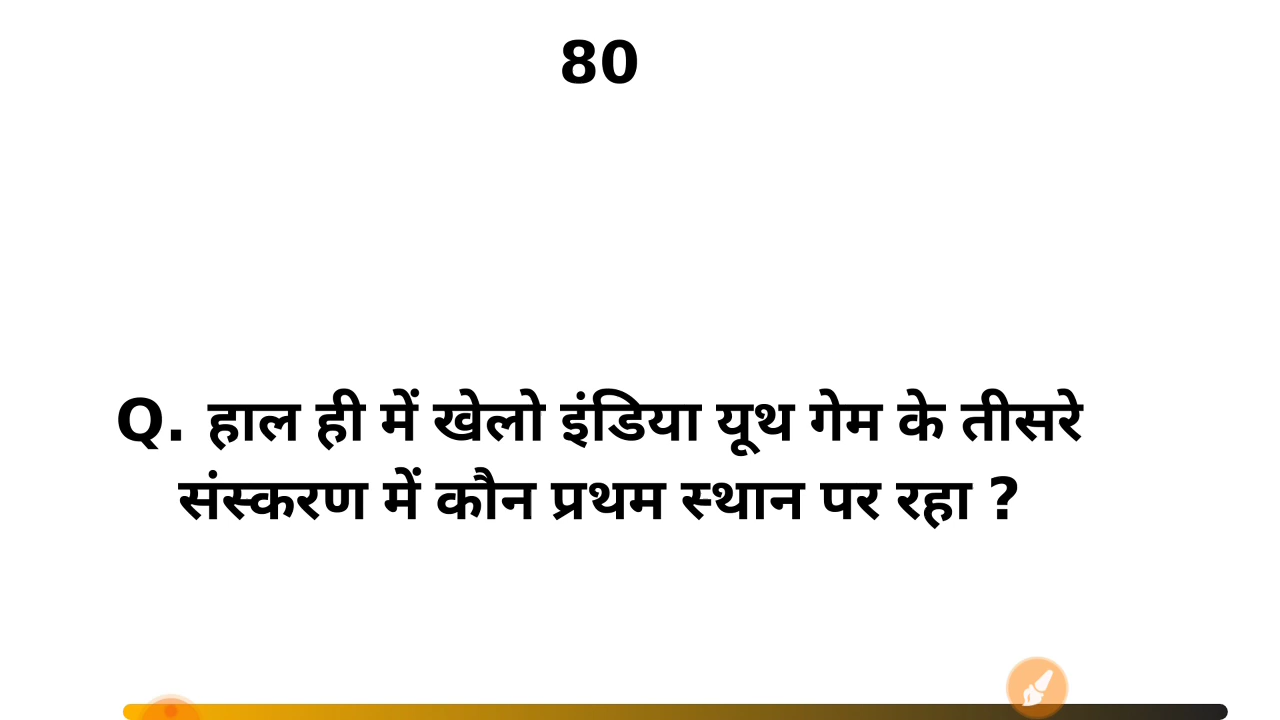 80
Q. हाल ही में खेलो इंडिया यूथ गेम के तीसरे
संस्करण में कौन प्रथम स्थान पर रहा ?